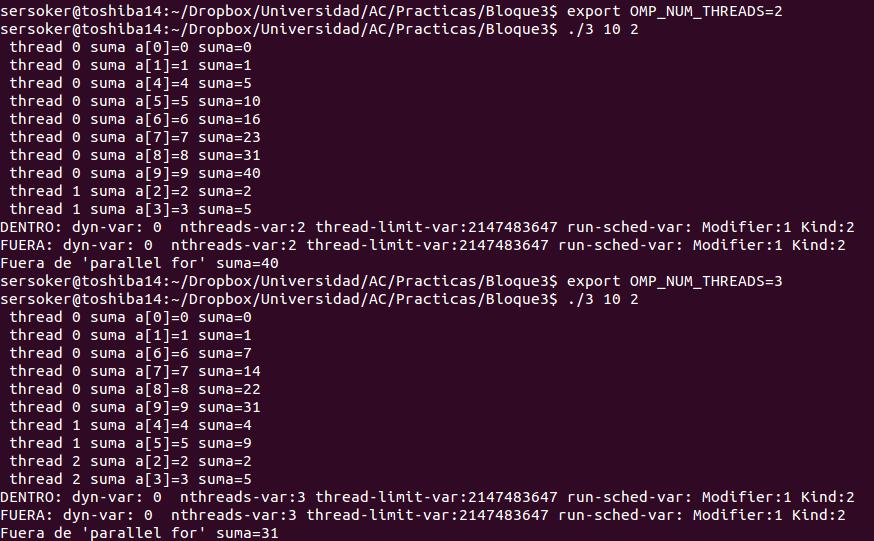 sersoker@toshiba14:~/Dropbox/Universidad/AC/Practicas/Bloque3$ export OMP_NUM_THREADS=2
sersoker@toshiba14:~/Dropbox/Universidad/AC/Practicas/Bloque3$ ./3 10 2
 thread 0 suma a[0]=0 suma=0
 thread 0 suma a[1]=1 suma=1
 thread 0 suma a[4]=4 suma=5
 thread 0 suma a[5]=5 suma=10
 thread 0 suma a[6]=6 suma=16
 thread 0 suma a[7]=7 suma=23
 thread 0 suma a[8]=8 suma=31
 thread 0 suma a[9]=9 suma=40
 thread 1 suma a[2]=2 suma=2
 thread 1 suma a[3]=3 suma=5
DENTRO: dyn-var: 0  nthreads-var:2 thread-limit-var:2147483647 run-sched-var: Modifier:1 Kind:2
FUERA: dyn-var: 0  nthreads-var:2 thread-limit-var:2147483647 run-sched-var: Modifier:1 Kind:2
Fuera de 'parallel for' suma=40
sersoker@toshiba14:~/Dropbox/Universidad/AC/Practicas/Bloque3$ export OMP_NUM_THREADS=3
sersoker@toshiba14:~/Dropbox/Universidad/AC/Practicas/Bloque3$ ./3 10 2
 thread 0 suma a[0]=0 suma=0
 thread 0 suma a[1]=1 suma=1
 thread 0 suma a[6]=6 suma=7
 thread 0 suma a[7]=7 suma=14
 thread 0 suma a[8]=8 suma=22
 thread 0 suma a[9]=9 suma=31
 thread 1 suma a[4]=4 suma=4
 thread 1 suma a[5]=5 suma=9
 thread 2 suma a[2]=2 suma=2
 thread 2 suma a[3]=3 suma=5
DENTRO: dyn-var: 0  nthreads-var:3 thread-limit-var:2147483647 run-sched-var: Modifier:1 Kind:2
FUERA: dyn-var: 0  nthreads-var:3 thread-limit-var:2147483647 run-sched-var: Modifier:1 Kind:2
Fuera de 'parallel for' suma=31